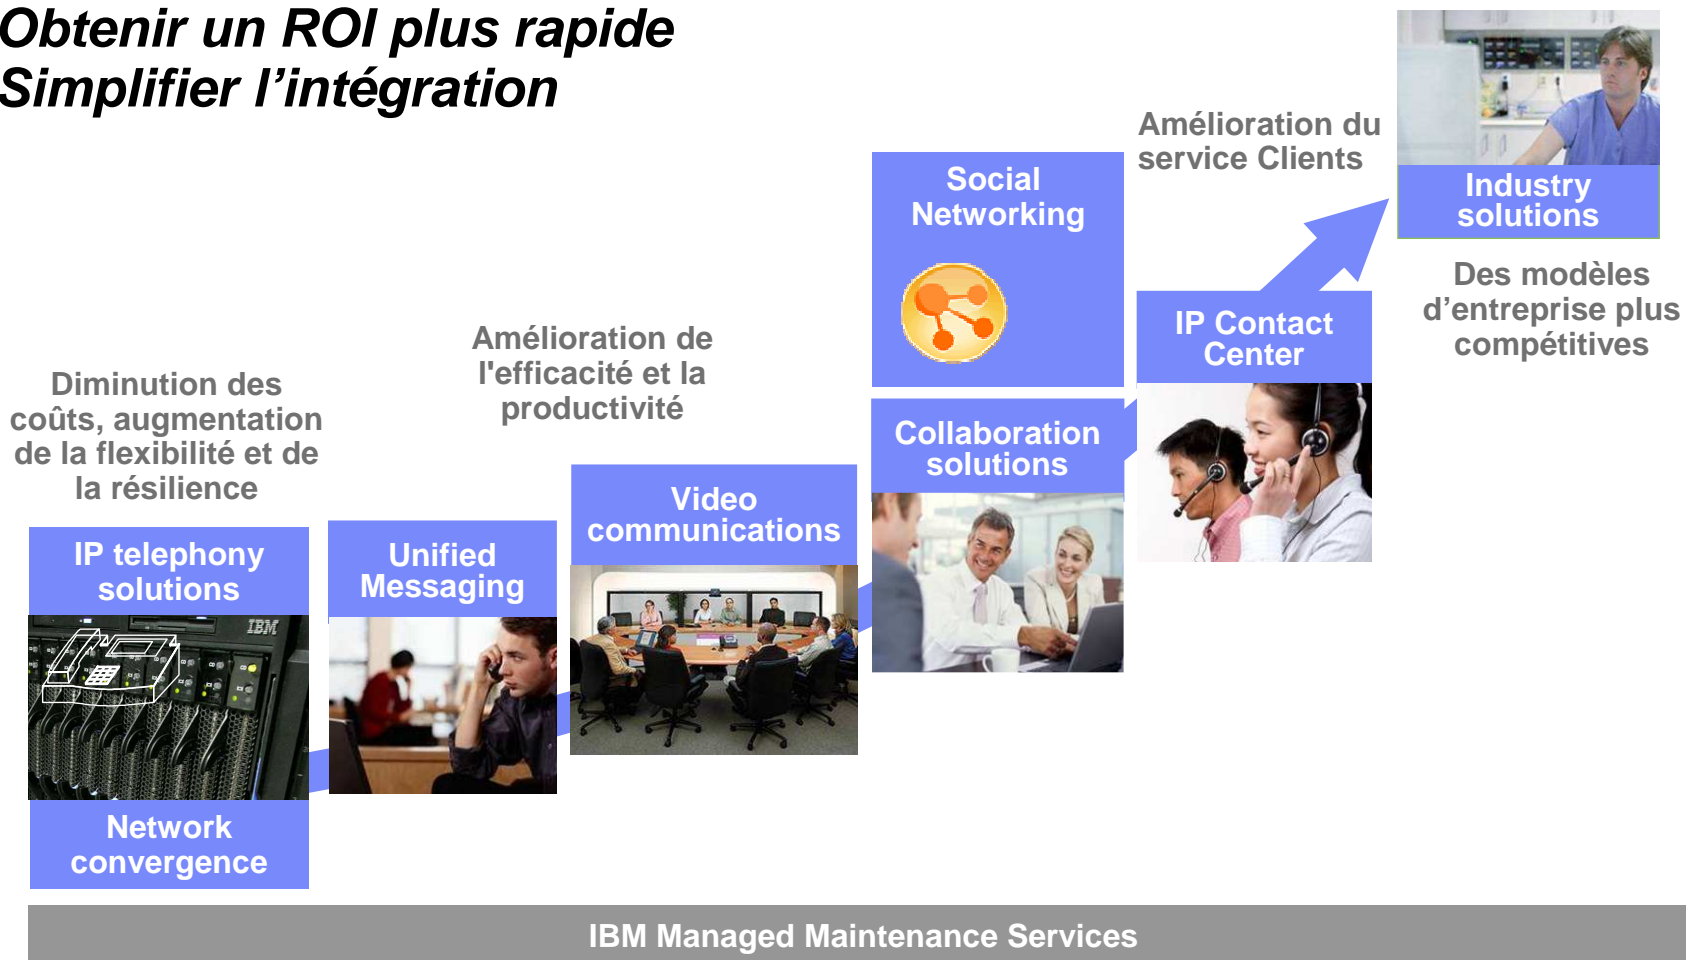 Obtenir un ROI plus rapide
Simplifier l’intégration
Diminution des
coûts, augmentation
de la flexibilité et de
la résilience
IP telephony
solutions
IBM
Network
convergence
Unified
Messaging
Amélioration de
l'efficacité et la
productivité
Video
communications
Social
Networking
Collaboration
solutions
Amélioration du
service Clients
IP Contact
Center
Industry
solutions
Des modèles
d’entreprise plus
compétitives
IBM Managed Maintenance Services